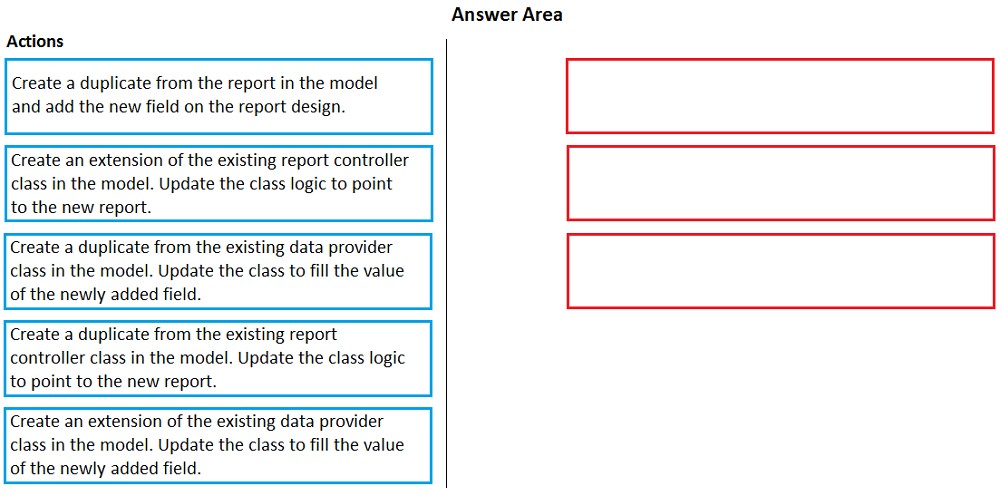 Answer Area
Actions
Create a duplicate from the report in the model
and add the new field on the report design.
Create an extension of the existing report controller
class in the model. Update the class logic to point
to the new report.
Create a duplicate from the existing data provider
class in the model. Update the class to fill the value
of the newly added field.
Create a duplicate from the existing report
controller class in the model. Update the class logic
to point to the new report.
Create an extension of the existing data provider
class in the model. Update the class to fill the value
of the newly added field.